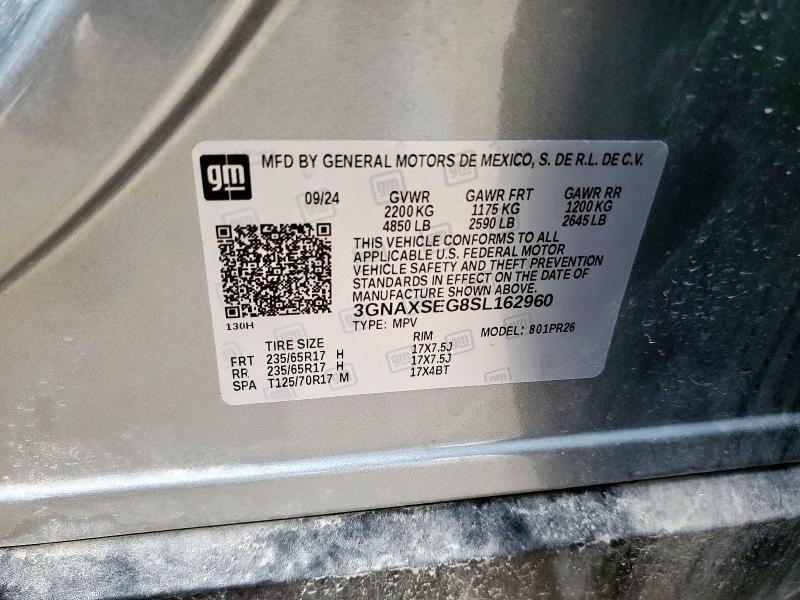 gm
MFD BY GENERAL MOTORS DE MEXICO, S. DE R.L. DE C.V.
09/24 GVWR GAWR FRT GAWR RR
2200 KG 1175 KG 1200 KG
4850 LB 2590 LB 2645 LB
THIS VEHICLE CONFORMS TO ALL
APPLICABLE U.S. FEDERAL MOTOR
VEHICLE SAFETY AND THEFT PREVENTION
STANDARDS IN EFFECT ON THE DATE OF
MANUFACTURE SHOWN ABOVE.
3GNAXSEG8SL162960
130H
TYPE: MPV MODEL: 801PR26
TIRE SIZE RIM
FRT 235/65R17 H 17X7.5J
RR 235/65R17 H 17X7.5J
SPA T125/70R17 M 17X4BT